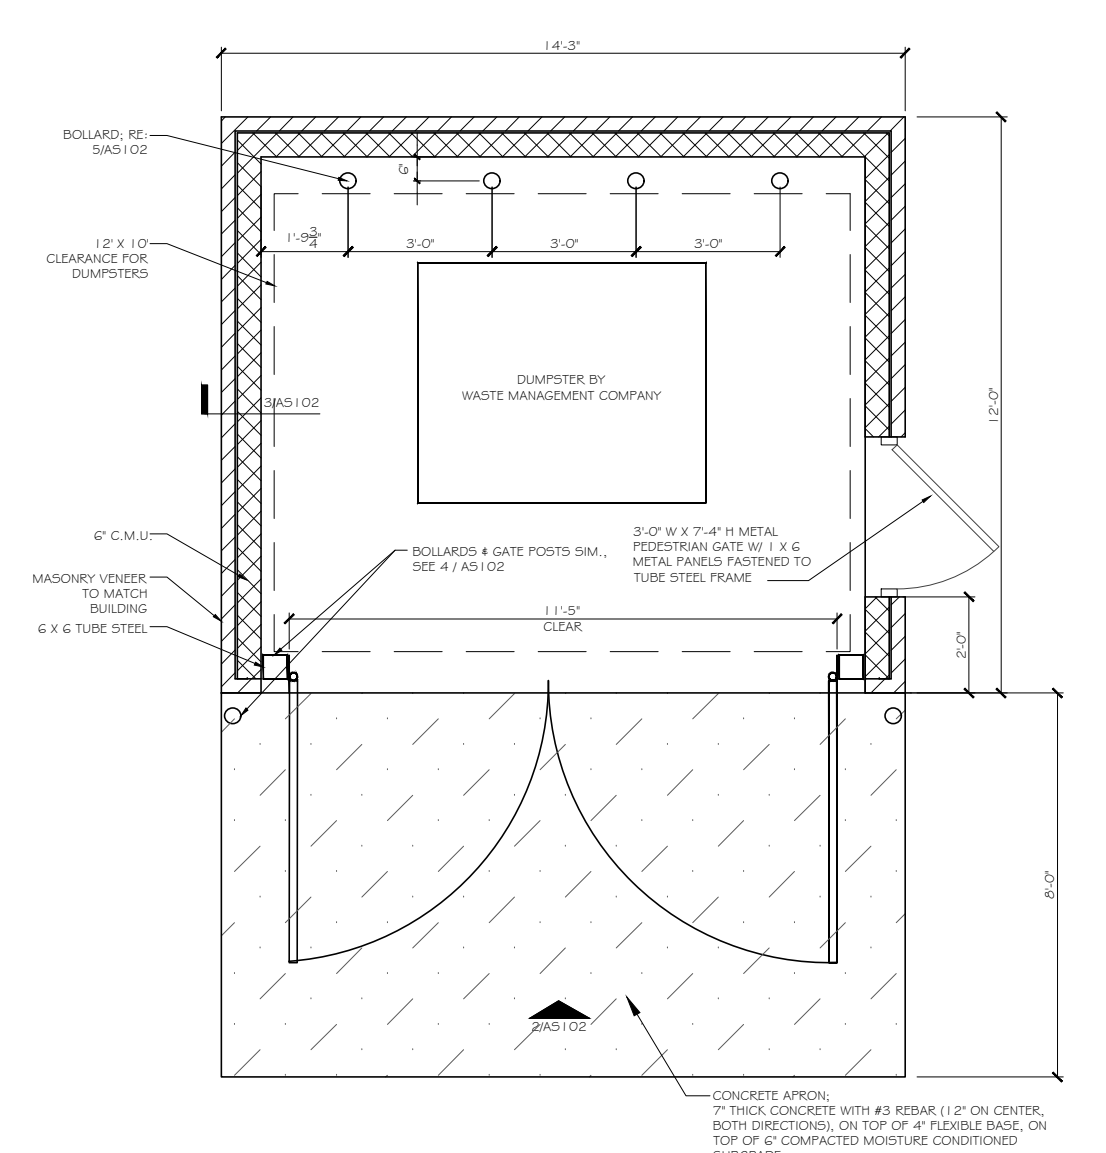 14'-3"
BOLLARD; RE:
5/AS102
6"
12' X 10'
CLEARANCE FOR
DUMPSTERS
1'-9 3/4"
3'-0"
3'-0"
3'-0"
DUMPSTER BY
WASTE MANAGEMENT COMPANY
3/AS102
12'-0"
6" C.M.U.
MASONRY VENEER
TO MATCH
BUILDING
6 X 6 TUBE STEEL
BOLLARDS & GATE POSTS SIM.,
SEE 4 / AS102
3'-0" W X 7'-4" H METAL
PEDESTRIAN GATE W/ 1 X 6
METAL PANELS FASTENED TO
TUBE STEEL FRAME
11'-5"
CLEAR
2'-0"
8'-0"
2/AS102
CONCRETE APRON;
7" THICK CONCRETE WITH #3 REBAR (12" ON CENTER,
BOTH DIRECTIONS), ON TOP OF 4" FLEXIBLE BASE, ON
TOP OF 6" COMPACTED MOISTURE CONDITIONED